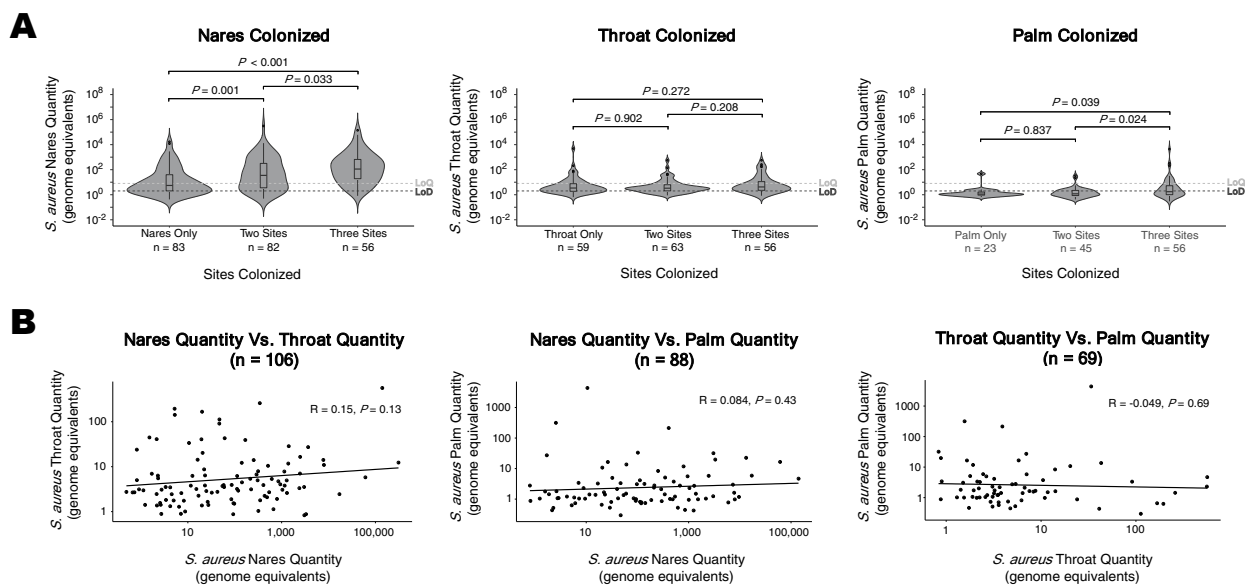 A
Nares Colonized
S. aureus Nares Quantity
(genome equivalents)
10^8
10^6
10^4
10^2
10^0
10^-2
P < 0.001
P = 0.033
P = 0.001
LoQ
LoD
Nares Only
n = 83
Two Sites
n = 82
Three Sites
n = 56
Sites Colonized
Throat Colonized
S. aureus Throat Quantity
(genome equivalents)
10^8
10^6
10^4
10^2
10^0
10^-2
P = 0.272
P = 0.208
P = 0.902
LoQ
LoD
Throat Only
n = 59
Two Sites
n = 63
Three Sites
n = 56
Sites Colonized
Palm Colonized
S. aureus Palm Quantity
(genome equivalents)
10^8
10^6
10^4
10^2
10^0
10^-2
P = 0.039
P = 0.024
P = 0.837
LoQ
LoD
Palm Only
n = 23
Two Sites
n = 45
Three Sites
n = 56
Sites Colonized
B
Nares Quantity Vs. Throat Quantity
(n = 106)
S. aureus Throat Quantity
(genome equivalents)
100
10
1
R = 0.15, P = 0.13
10
1,000
100,000
S. aureus Nares Quantity
(genome equivalents)
Nares Quantity Vs. Palm Quantity
(n = 88)
S. aureus Palm Quantity
(genome equivalents)
1000
100
10
1
R = 0.084, P = 0.43
10
1,000
100,000
S. aureus Nares Quantity
(genome equivalents)
Throat Quantity Vs. Palm Quantity
(n = 69)
S. aureus Palm Quantity
(genome equivalents)
1000
100
10
1
R = -0.049, P = 0.69
1
10
100
S. aureus Throat Quantity
(genome equivalents)